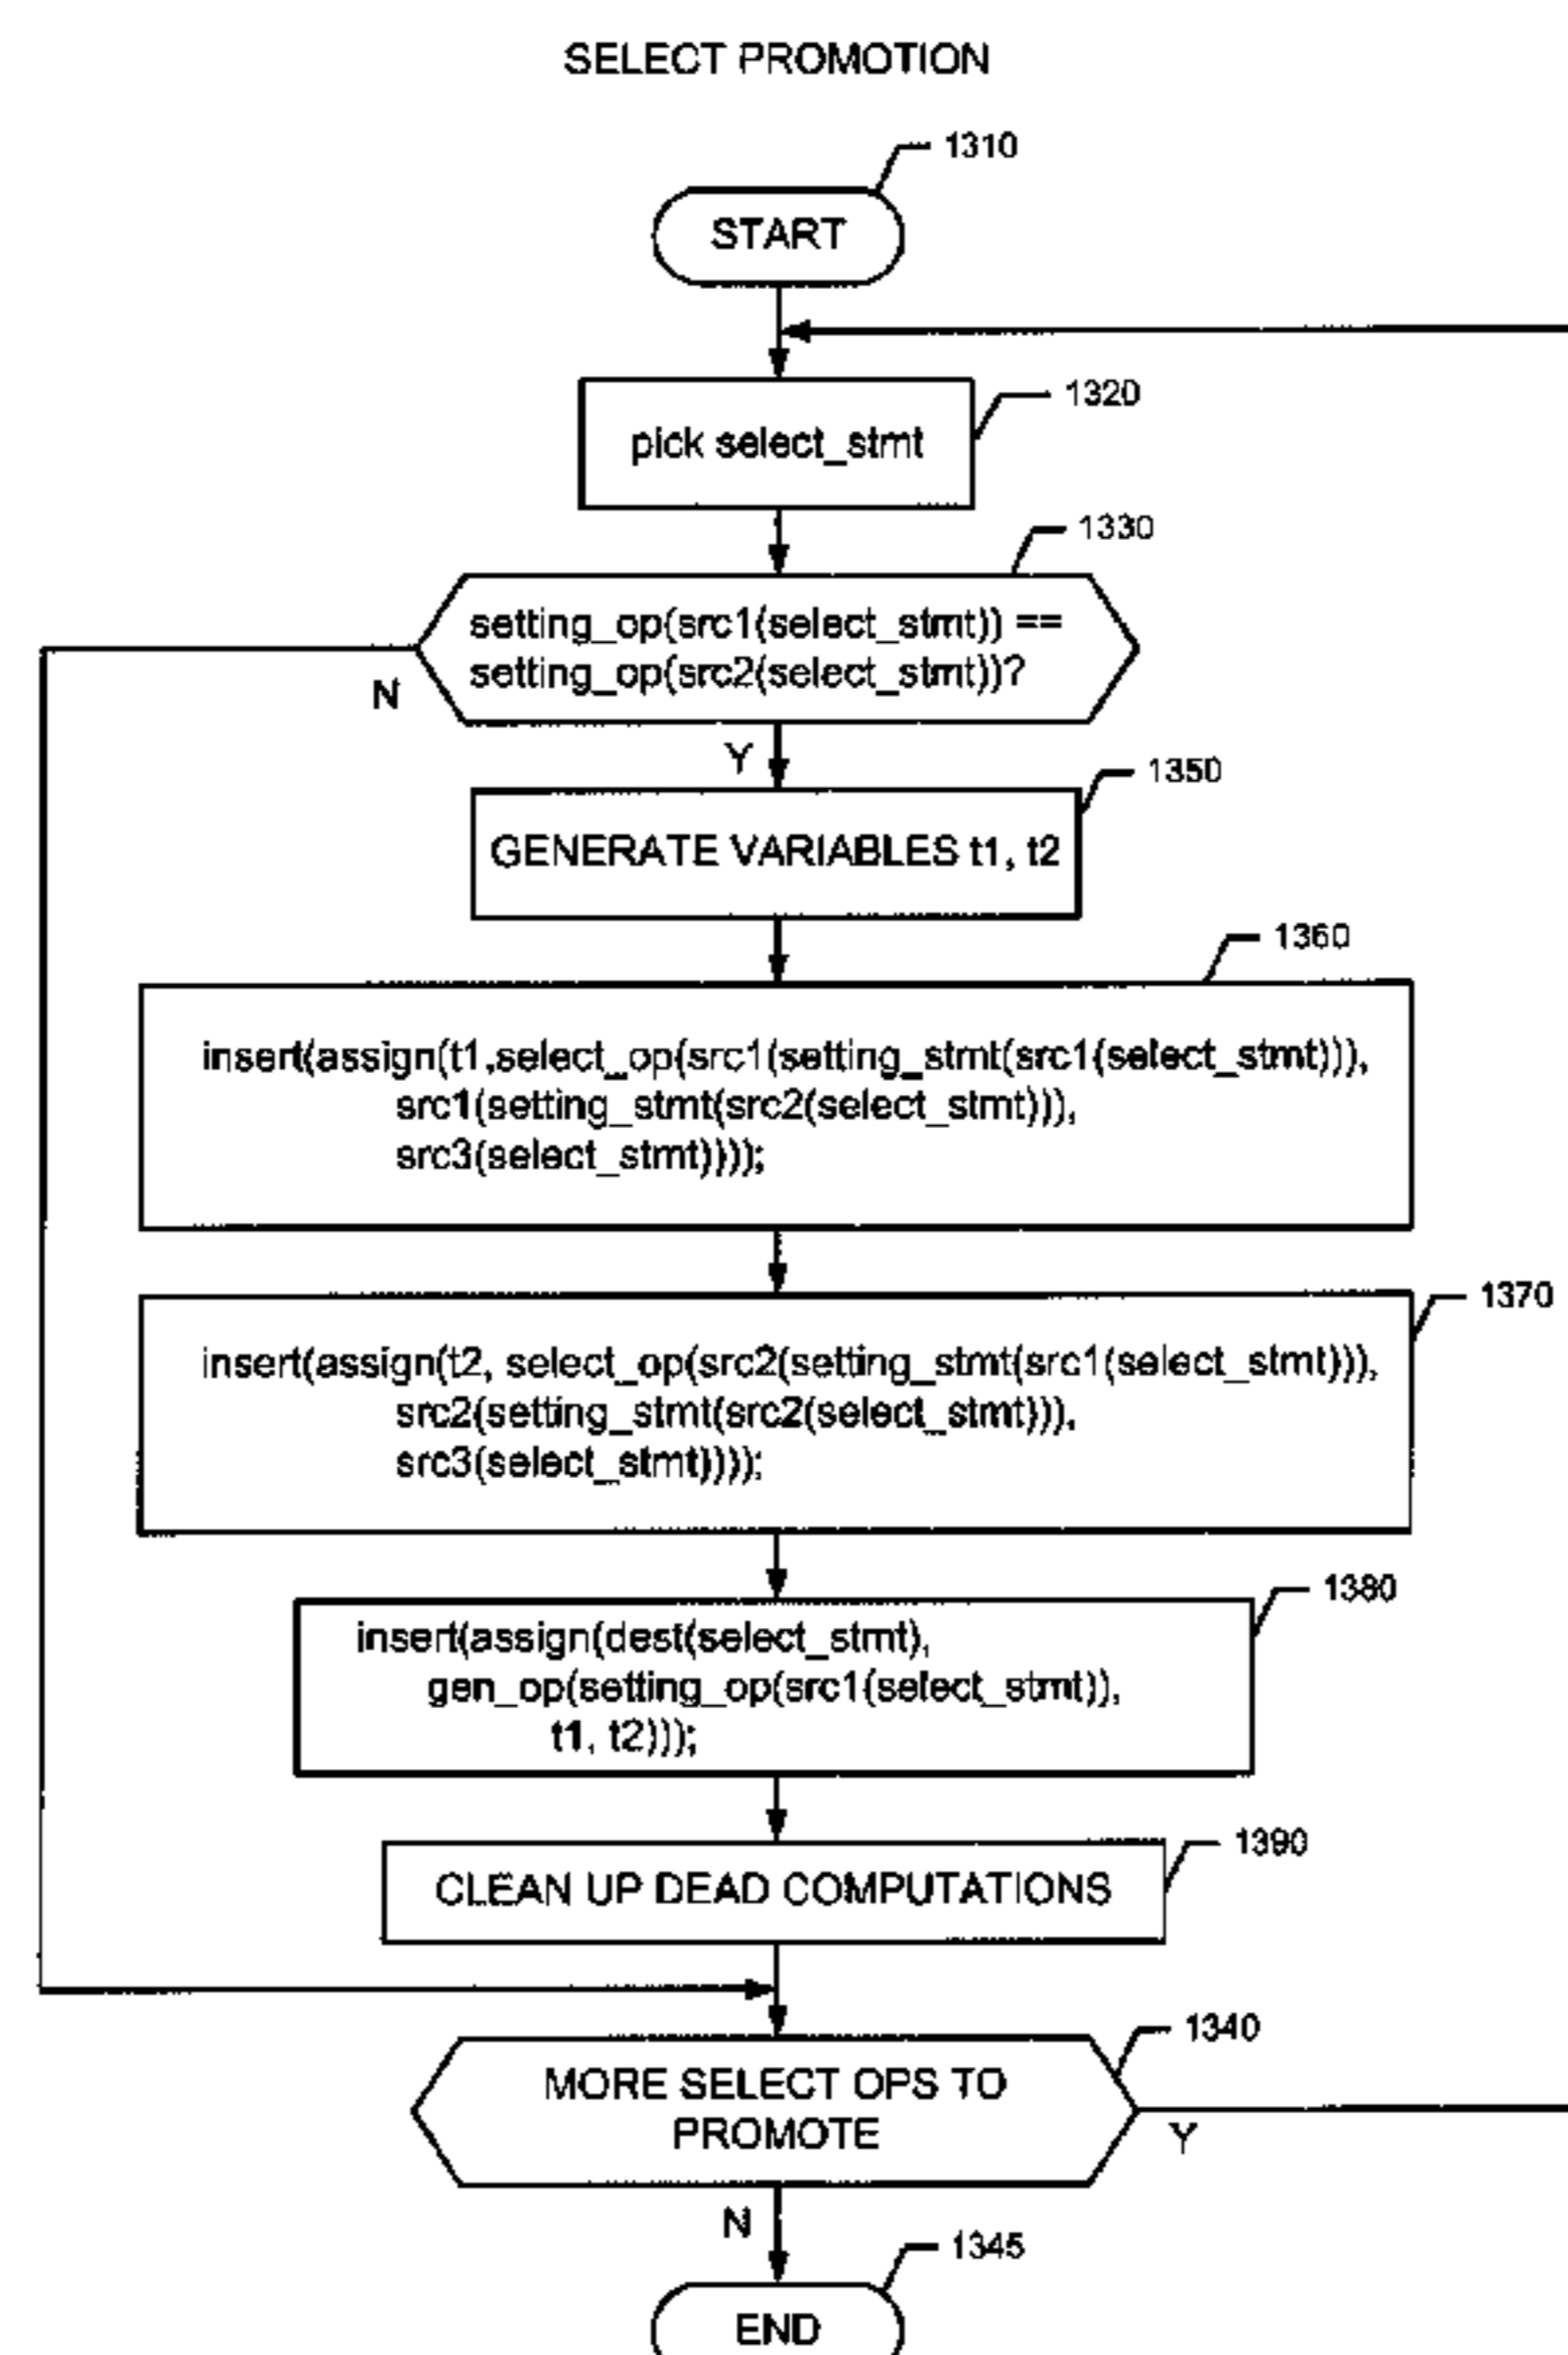 SELECT PROMOTION
1310
START
1320
pick select_stmt
1330
setting_op(src1(select_stmt)) ==
setting_op(src2(select_stmt))?
N
Y
1350
GENERATE VARIABLES t1, t2
1360
insert(assign(t1,select_op(src1(setting_stmt(src1(select_stmt))),
src1(setting_stmt(src2(select_stmt))),
src3(select_stmt))));
1370
insert(assign(t2, select_op(src2(setting_stmt(src1(select_stmt))),
src2(setting_stmt(src2(select_stmt))),
src3(select_stmt))));
1380
insert(assign(dest(select_stmt),
gen_op(setting_op(src1(select_stmt)),
t1, t2)));
1390
CLEAN UP DEAD COMPUTATIONS
1340
MORE SELECT OPS TO
PROMOTE
Y
N
1345
END